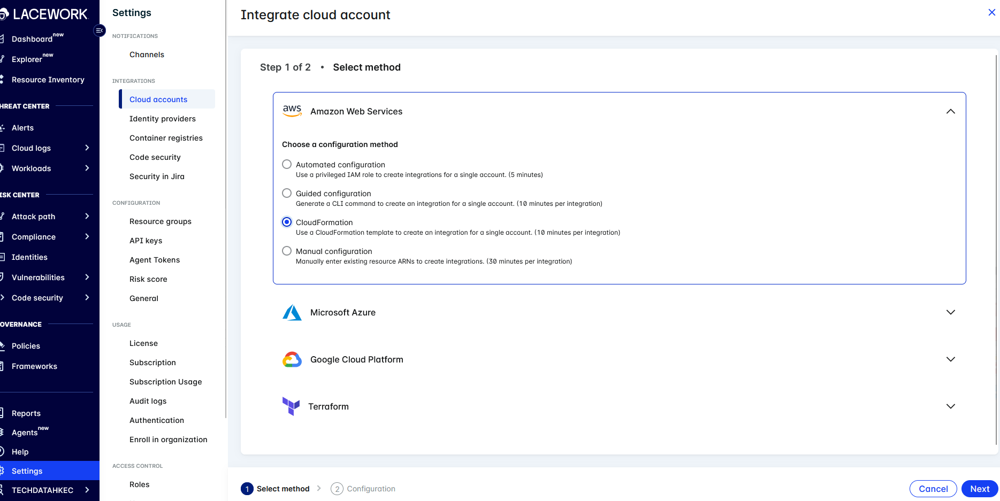 LACEWORK
Dashboard new
Explorer new
Resource Inventory
HREAT CENTER
Alerts
Cloud logs
Workloads
ISK CENTER
Attack path
Compliance
Identities
Vulnerabilities
Code security
OVERNANCE
Policies
Frameworks
Reports
Agents new
Help
Settings
TECHDATAHKEC
Settings
NOTIFICATIONS
Channels
INTEGRATIONS
Cloud accounts
Identity providers
Container registries
Code security
Security in Jira
CONFIGURATION
Resource groups
API keys
Agent Tokens
Risk score
General
USAGE
License
Subscription
Subscription Usage
Audit logs
Authentication
Enroll in organization
ACCESS CONTROL
Roles
Integrate cloud account
Step 1 of 2 • Select method
aws Amazon Web Services
Choose a configuration method
Automated configuration
Use a privileged IAM role to create integrations for a single account. (5 minutes)
Guided configuration
Generate a CLI command to create an integration for a single account. (10 minutes per integration)
CloudFormation
Use a CloudFormation template to create an integration for a single account. (10 minutes per integration)
Manual configuration
Manually enter existing resource ARNs to create integrations. (30 minutes per integration)
Microsoft Azure
Google Cloud Platform
Terraform
1 Select method 2 Configuration
Cancel Next